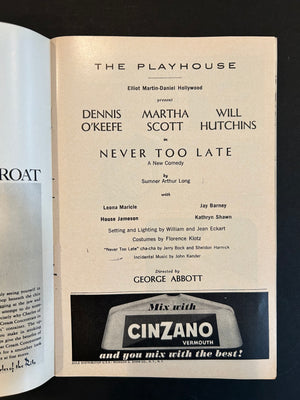 THE PLAYHOUSE
Elliot Martin-Daniel Hollywood
present
DENNIS MARTHA WILL
O'KEEFE SCOTT HUTCHINS
in
NEVER TOO LATE
A New Comedy
by
Sumner Arthur Long
with
Leona Maricle Jay Barney
House Jameson Kathryn Shawn
Setting and Lighting by William and Jean Eckart
Costumes by Florence Klotz
"Never Too Late" cha-cha by Jerry Bock and Sheldon Harnick
Incidental Music by John Kander
Directed by
GEORGE ABBOTT
Mix with
CINZANO
VERMOUTH
and you mix with the best!
ROAT